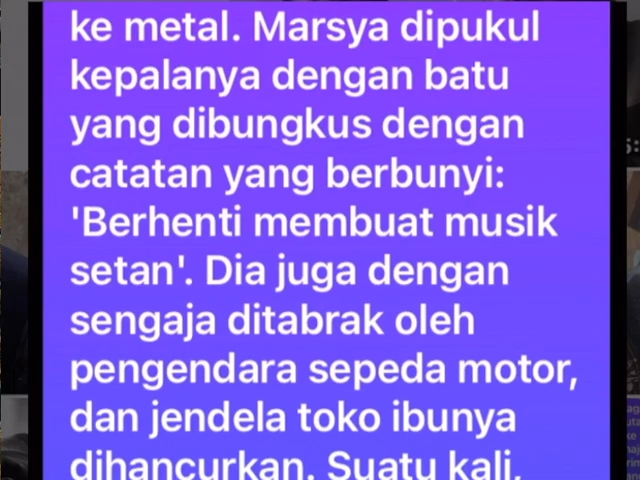 ke metal. Marsya dipukul
kepalanya dengan batu
yang dibungkus dengan
catatan yang berbunyi:
'Berhenti membuat musik
setan'. Dia juga dengan
sengaja ditabrak oleh
pengendara sepeda motor,
dan jendela toko ibunya
dihancurkan. Suatu kali,